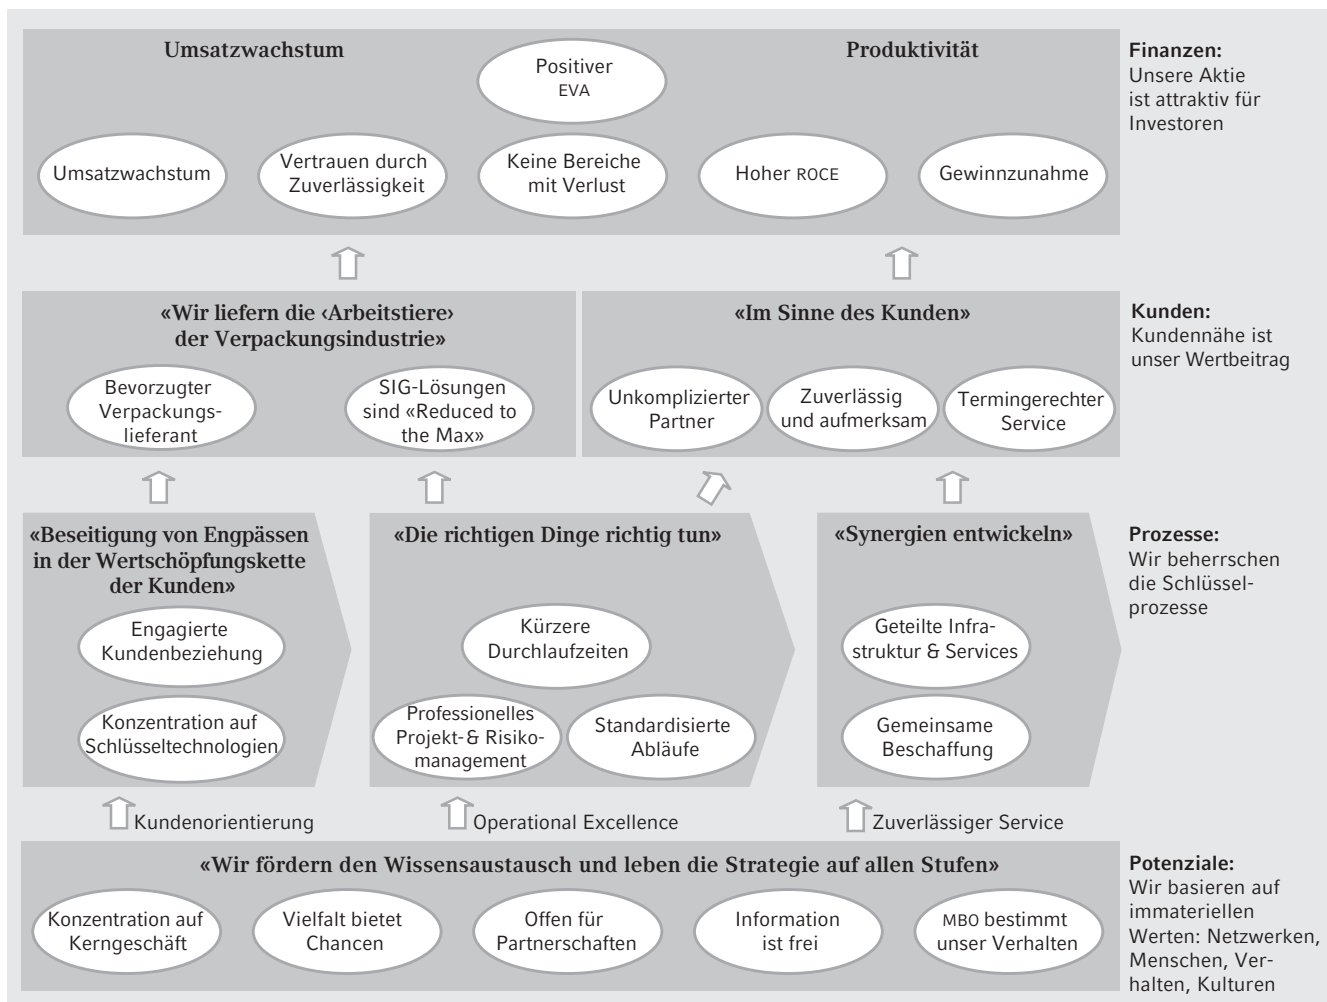 Umsatzwachstum
Produktivität
Positiver
EVA
Umsatzwachstum
Vertrauen durch
Zuverlässigkeit
Keine Bereiche
mit Verlust
Hoher ROCE
Gewinnzunahme
Finanzen:
Unsere Aktie
ist attraktiv für
Investoren
«Wir liefern die ‹Arbeitstiere›
der Verpackungsindustrie»
Bevorzugter
Verpackungs-
lieferant
SIG-Lösungen
sind «Reduced to
the Max»
«Im Sinne des Kunden»
Unkomplizierter
Partner
Zuverlässig
und aufmerksam
Termingerechter
Service
Kunden:
Kundennähe ist
unser Wertbeitrag
«Beseitigung von Engpässen
in der Wertschöpfungskette
der Kunden»
Engagierte
Kundenbeziehung
Konzentration auf
Schlüsseltechnologien
«Die richtigen Dinge richtig tun»
Kürzere
Durchlaufzeiten
Professionelles
Projekt-& Risiko-
management
Standardisierte
Abläufe
«Synergien entwickeln»
Geteilte Infra-
struktur & Services
Gemeinsame
Beschaffung
Prozesse:
Wir beherrschen
die Schlüssel-
prozesse
Kundenorientierung
Operational Excellence
Zuverlässiger Service
«Wir fördern den Wissensaustausch und leben die Strategie auf allen Stufen»
Konzentration auf
Kerngeschäft
Vielfalt bietet
Chancen
Offen für
Partnerschaften
Information
ist frei
MBO bestimmt
unser Verhalten
Potenziale:
Wir basieren auf
immateriellen
Werten: Netzwerken,
Menschen, Ver-
halten, Kulturen